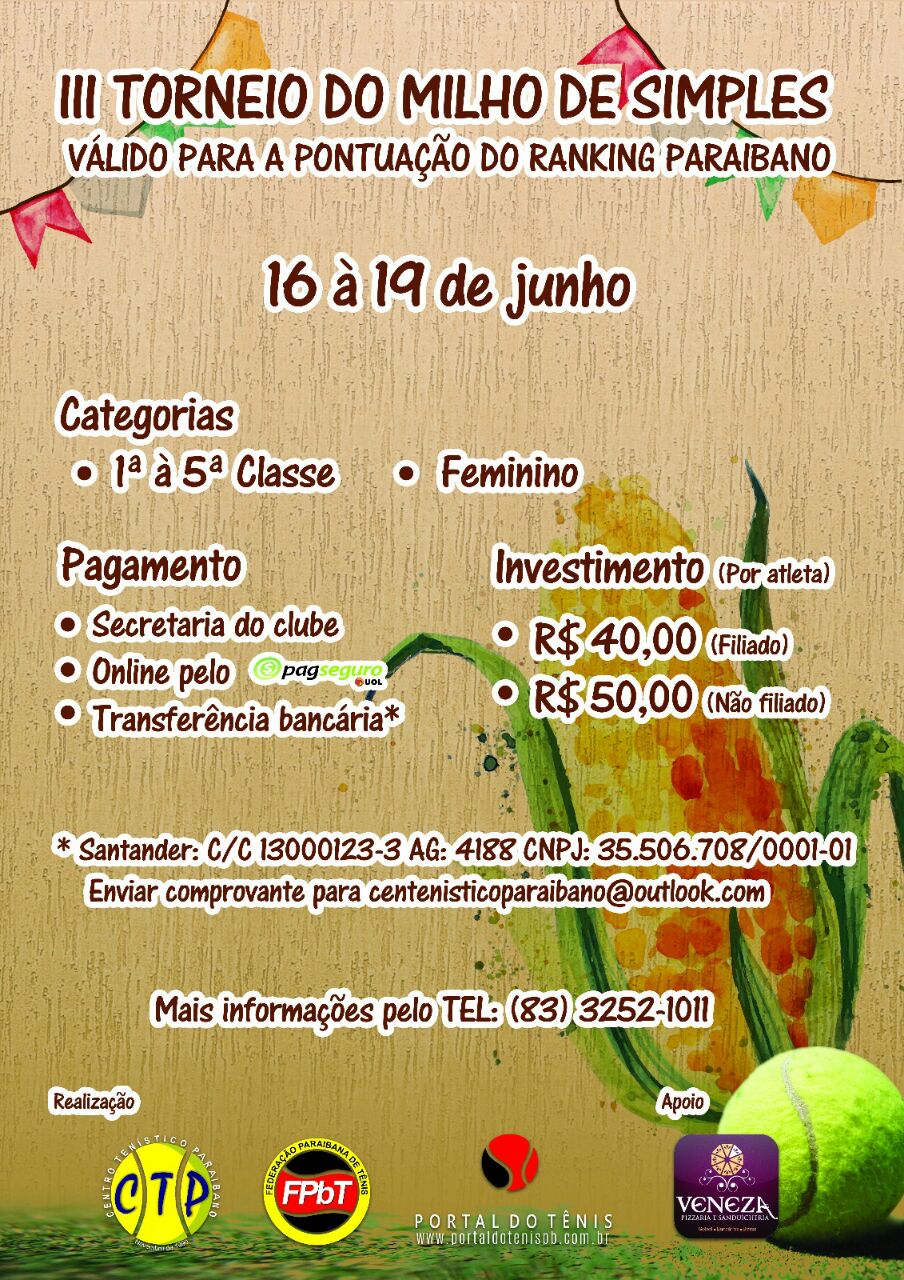 III TORNEIO DO MILHO DE SIMPLES
VÁLIDO PARA A PONTUAÇÃO DO RANKING PARAIBANO
16 à 19 de junho
Categorias
• 1ª à 5ª Classe • Feminino
Pagamento
• Secretaria do clube
• Online pelo pagseguro UOL
• Transferência bancária*
Investimento (Por atleta)
• R$ 40,00 (Filiado)
• R$ 50,00 (Não filiado)
* Santander: C/C 13000123-3 AG: 4188 CNPJ: 35.506.708/0001-01
Enviar comprovante para centenisticoparaibano@outlook.com
Mais informações pelo TEL: (83) 3252-1011
Realização
Apoio
CENTRO TENÍSTICO PARAIBANO
CTP
FEDERAÇÃO PARAIBANA DE TÊNIS
FPbT
PORTAL DO TÊNIS
www.portaldotenispb.com.br
VENEZA
PIZZARIA E SANDUICHERIA